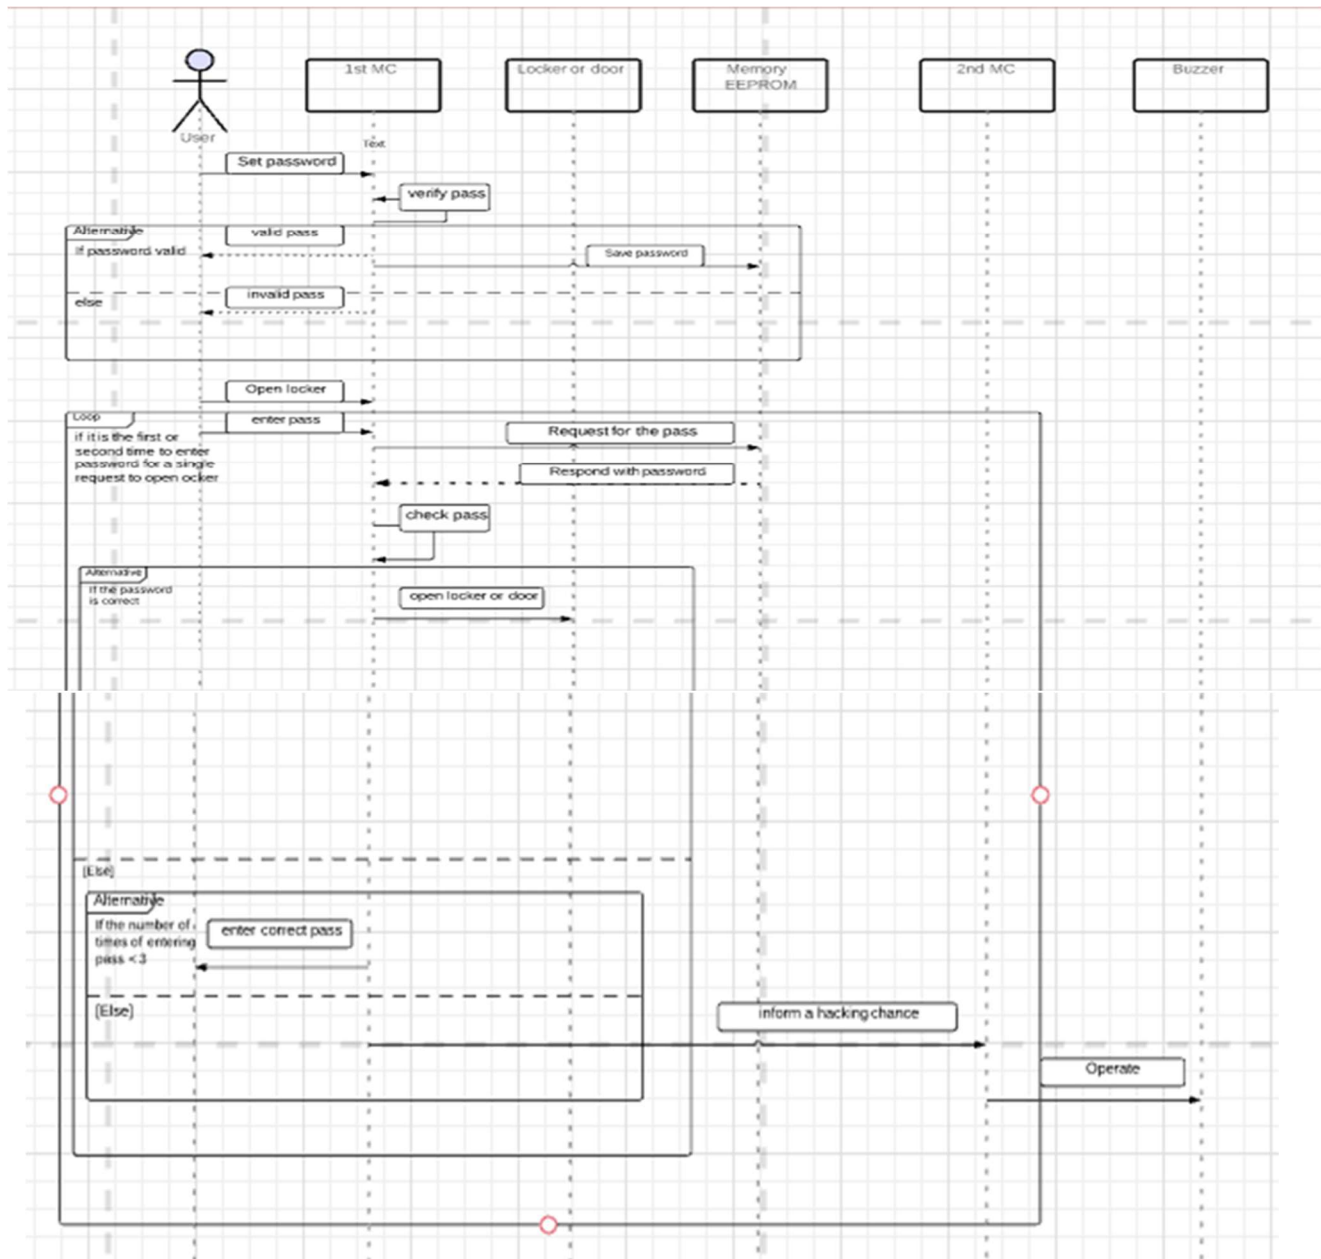 1st MC
Locker or door
Memory
EEPROM
2nd MC
Buzzer
User
Text
Set password
verify pass
Alternative
valid pass
If password valid
Save password
else
invalid pass
Open locker
Loop
enter pass
if it is the first or
second time to enter
password for a single
request to open ocker
Request for the pass
Respond with password
check pass
Alternative
If the password
is correct
open locker or door
[Else]
Alternative
If the number of
times of entering
pass <3
enter correct pass
[Else]
inform a hacking chance
Operate